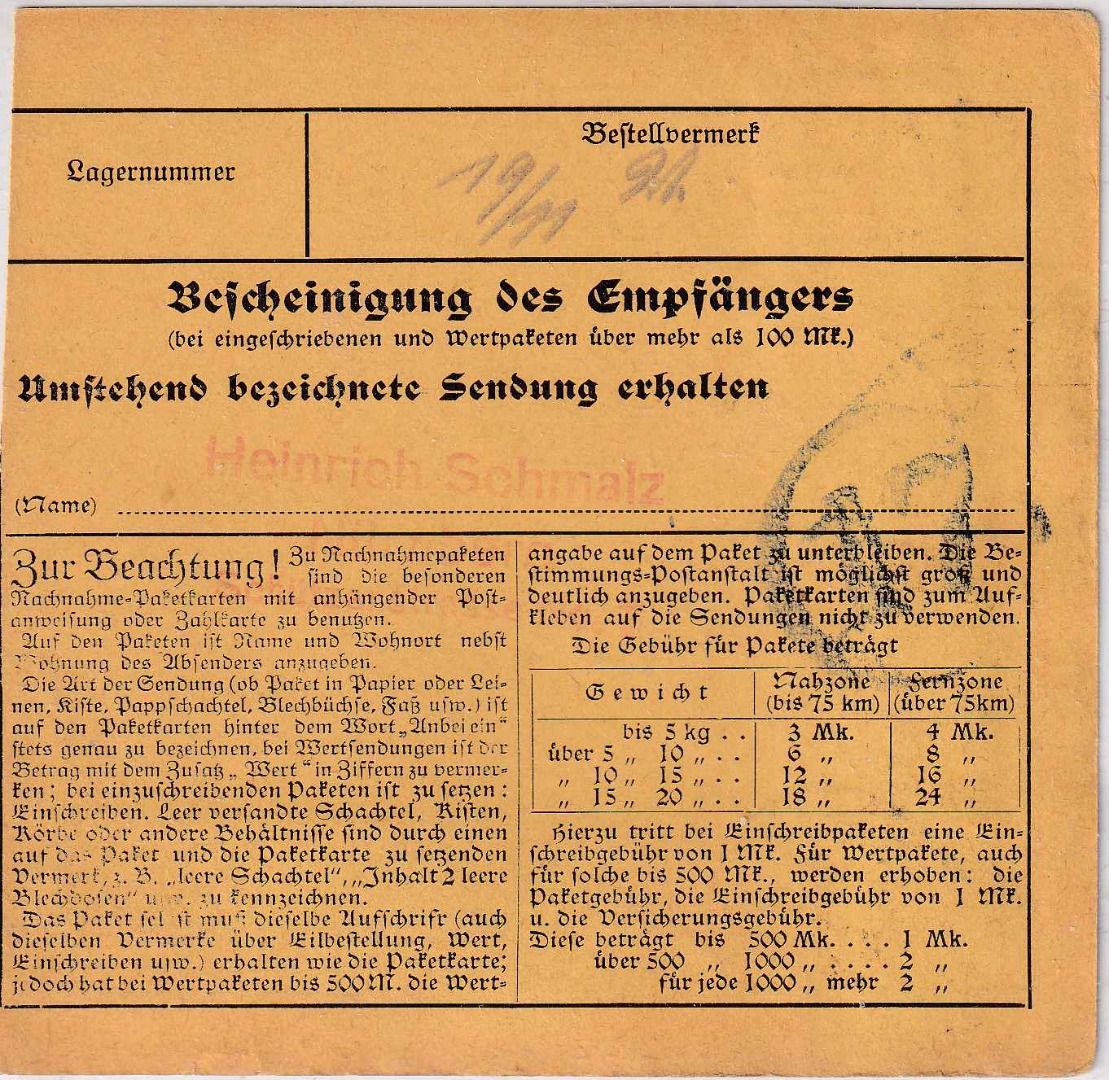 Lagernummer
Bestellvermerk
19/11
Bescheinigung des Empfängers
(bei eingeschriebenen und Wertpaketen über mehr als 100 Mk.)
Umstehend bezeichnete Sendung erhalten
Heinrich Schmalz
(Name)
Zur Beachtung! Zu Nachnahmepaketen
sind die besonderen
Nachnahme-Paketkarten mit anhängender Post-
anweisung oder Zahlkarte zu benutzen.
Auf den Paketen ist Name und Wohnort nebst
Wohnung des Absenders anzugeben.
Die Art der Sendung (ob Paket in Papier oder Lei-
nen, Kiste, Pappschachtel, Blechbüchse, Faß usw.) ist
auf den Paketkarten hinter dem Wort „Anbei ein“
stets genau zu bezeichnen, bei Wertsendungen ist der
Betrag mit dem Zusatz „Wert“ in Ziffern zu vermer-
ken; bei einzuschreibenden Paketen ist zu setzen:
Einschreiben. Leer versandte Schachtel, Kisten,
Körbe oder andere Behältnisse sind durch einen
auf das Paket und die Paketkarte zu setzenden
Vermerk, z. B. „leere Schachtel“, „Inhalt 2 leere
Blechdosen“ usw. zu kennzeichnen.
Das Paket selbst muß dieselbe Aufschrift (auch
dieselben Vermerke über Eilbestellung, Wert,
Einschreiben usw.) erhalten wie die Paketkarte;
jedoch hat bei Wertpaketen bis 500 M. die Wert-
angabe auf dem Paket zu unterbleiben. Die Be-
stimmungs-Postanstalt ist möglichst groß und
deutlich anzugeben. Paketkarten sind zum Auf-
kleben auf die Sendungen nicht zu verwenden.
Die Gebühr für Pakete beträgt
Gewicht Nahzone (bis 75 km) Fernzone (über 75 km)
bis 5 kg . . 3 Mk. 4 Mk.
über 5 „ 10 „ . . 6 „ 8 „
„ 10 „ 15 „ . . 12 „ 16 „
„ 15 „ 20 „ . . 18 „ 24 „
Hierzu tritt bei Einschreibpaketen eine Ein-
schreibgebühr von 1 Mk. Für Wertpakete, auch
für solche bis 500 Mk., werden erhoben: die
Paketgebühr, die Einschreibgebühr von 1 Mk.
u. die Versicherungsgebühr.
Diese beträgt bis 500 Mk. . . . 1 Mk.
über 500 „ 1000 „ . . . . 2 „
für jede 1000 „ mehr 2 „